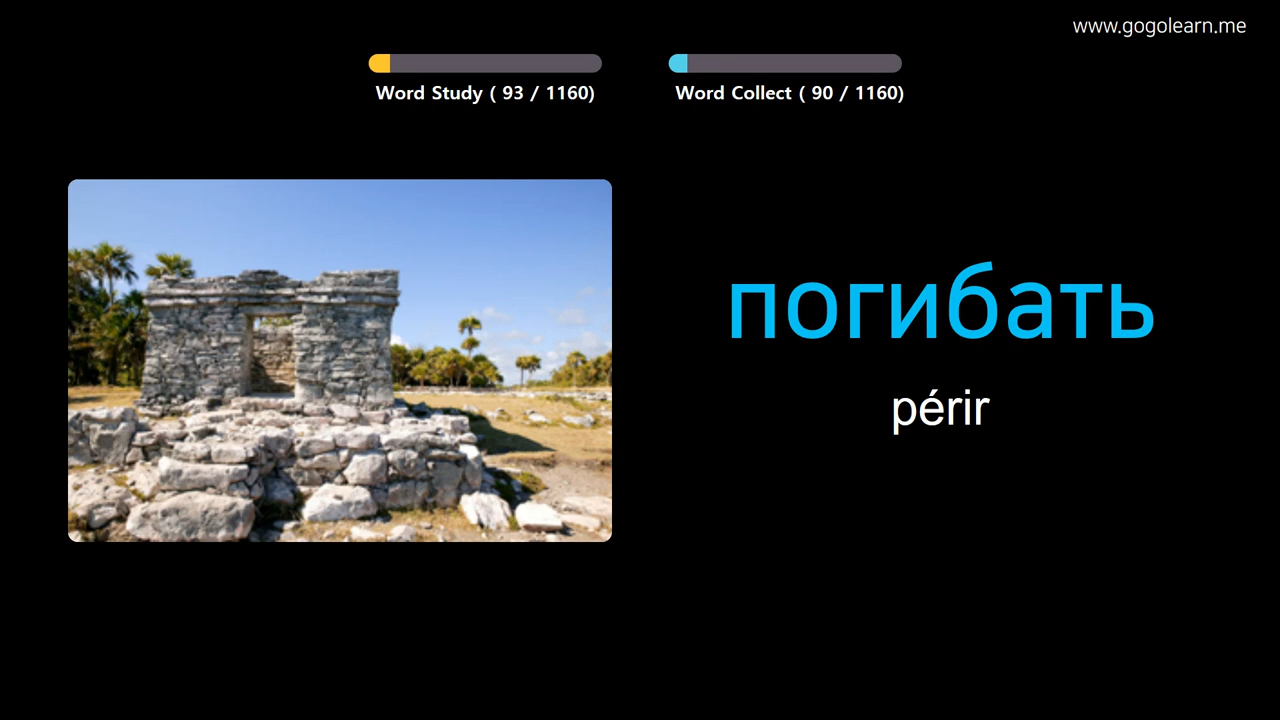 www.gogolearn.me
Word Study ( 93 / 1160)
Word Collect ( 90 / 1160)
погибать
périr